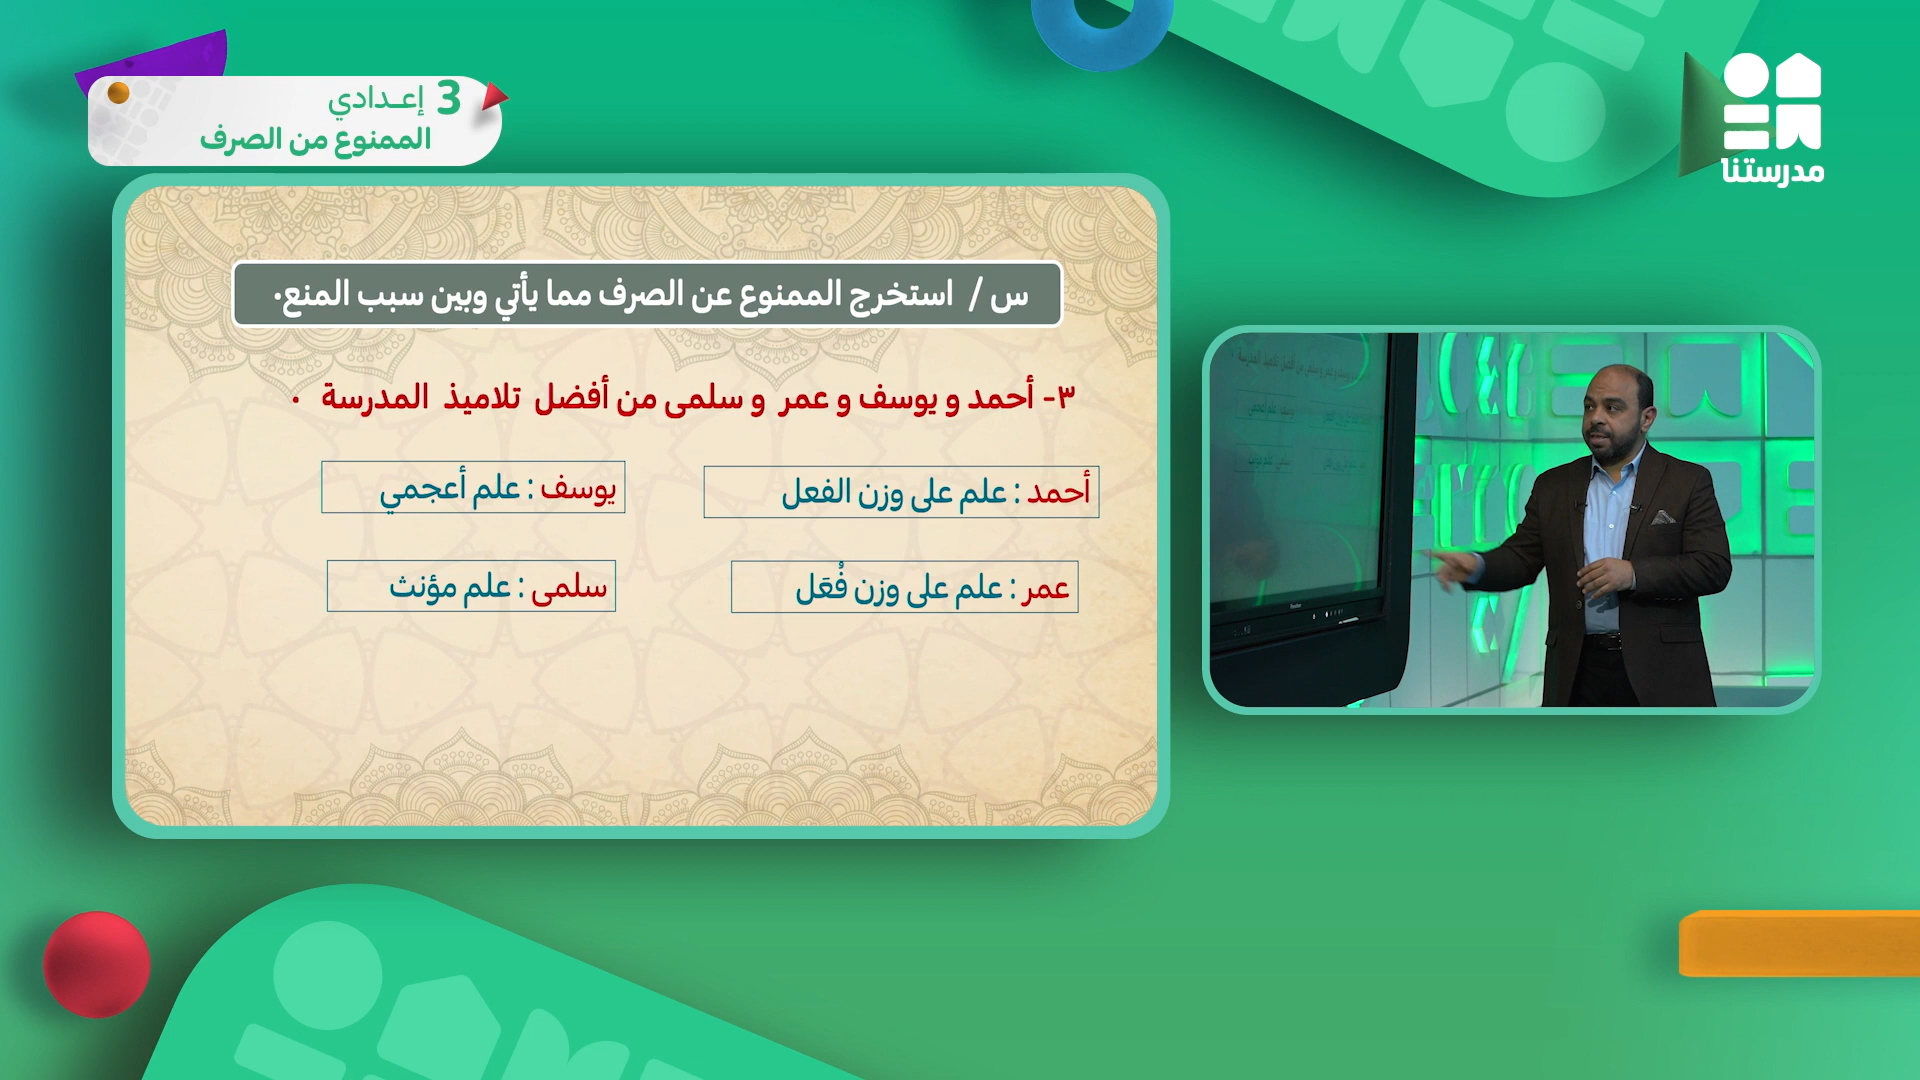 3 إعـدادي
الممنوع من الصرف
مدرستنا
س / استخرج الممنوع عن الصرف مما يأتي وبين سبب المنع.
٣- أحمد و يوسف و عمر و سلمى من أفضل تلاميذ المدرسة .
أحمد : علم على وزن الفعل
يوسف : علم أعجمي
عمر : علم على وزن فُعَل
سلمى : علم مؤنث